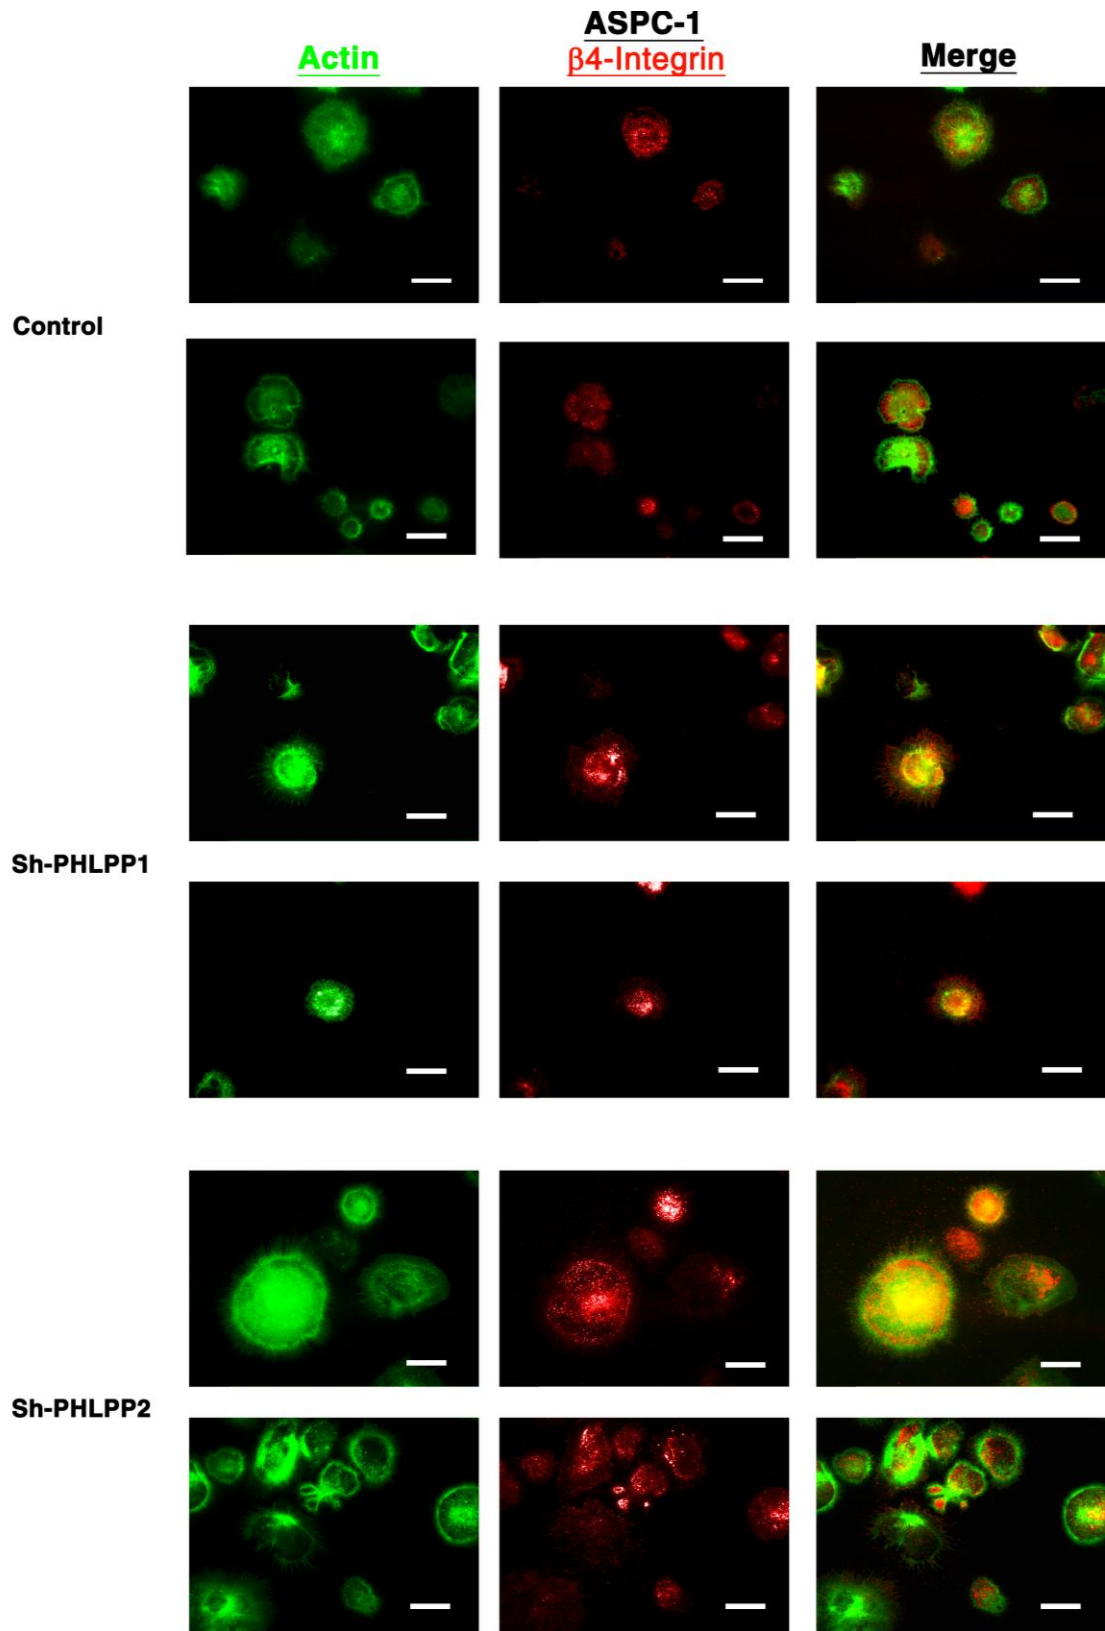 ASPC-1
Actin β4-Integrin Merge
Control
Sh-PHLPP1
Sh-PHLPP2